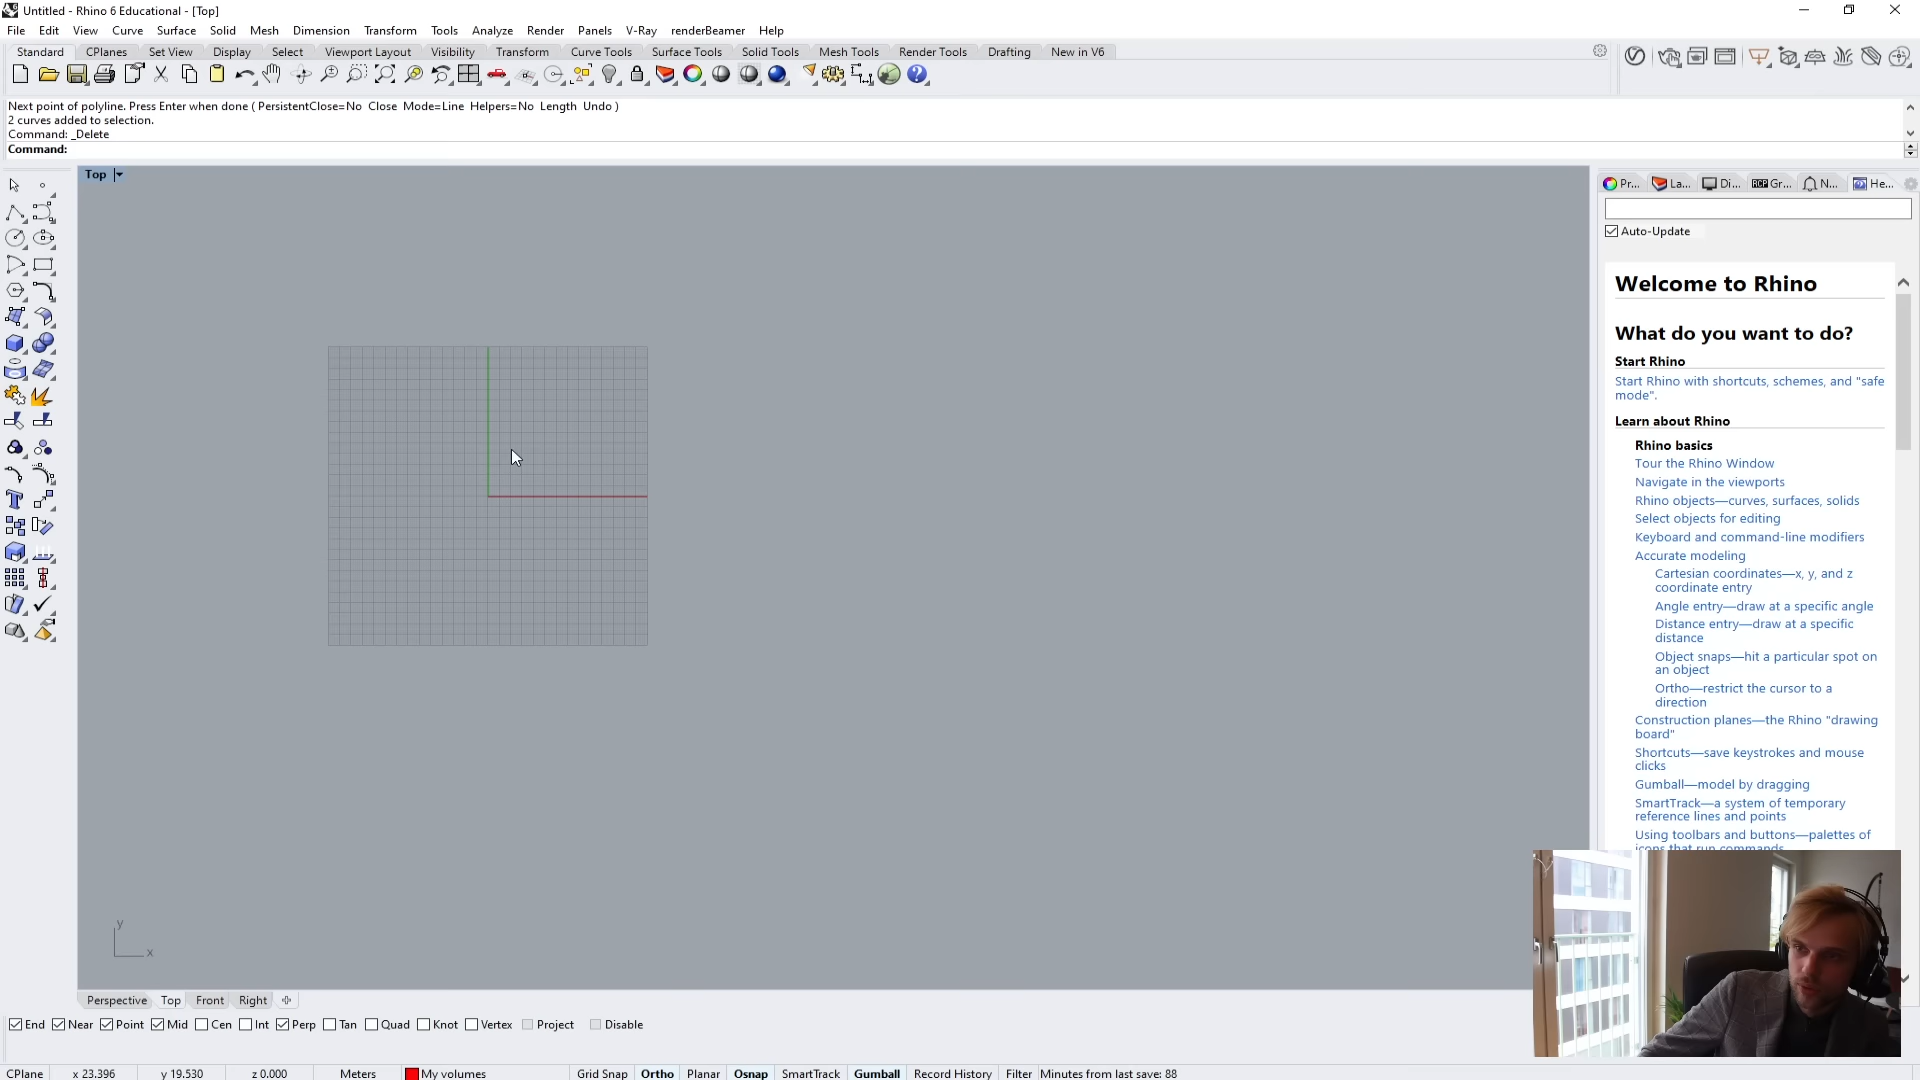 Untitled - Rhino 6 Educational - [Top]
File Edit View Curve Surface Solid Mesh Dimension Transform Tools Analyze Render Panels V-Ray renderBeamer Help
Standard CPlanes Set View Display Select Viewport Layout Visibility Transform Curve Tools Surface Tools Solid Tools Mesh Tools Render Tools Drafting New in V6
Next point of polyline. Press Enter when done ( PersistentClose=No Close Mode=Line Helpers=No Length Undo )
2 curves added to selection.
Command: _Delete
Command:
Top
Pr... La... Di... RCP Gr... N... He...
Auto-Update
Welcome to Rhino
What do you want to do?
Start Rhino
Start Rhino with shortcuts, schemes, and "safe
mode".
Learn about Rhino
Rhino basics
Tour the Rhino Window
Navigate in the viewports
Rhino objects—curves, surfaces, solids
Select objects for editing
Keyboard and command-line modifiers
Accurate modeling
Cartesian coordinates—x, y, and z
coordinate entry
Angle entry—draw at a specific angle
Distance entry—draw at a specific
distance
Object snaps—hit a particular spot on
an object
Ortho—restrict the cursor to a
direction
Construction planes—the Rhino "drawing
board"
Shortcuts—save keystrokes and mouse
clicks
Gumball—model by dragging
SmartTrack—a system of temporary
reference lines and points
Using toolbars and buttons—palettes of
icons that run commands
y
x
Perspective Top Front Right
End Near Point Mid Cen Int Perp Tan Quad Knot Vertex Project Disable
CPlane x 23.396 y 19.530 z 0.000 Meters My volumes Grid Snap Ortho Planar Osnap SmartTrack Gumball Record History Filter Minutes from last save: 88